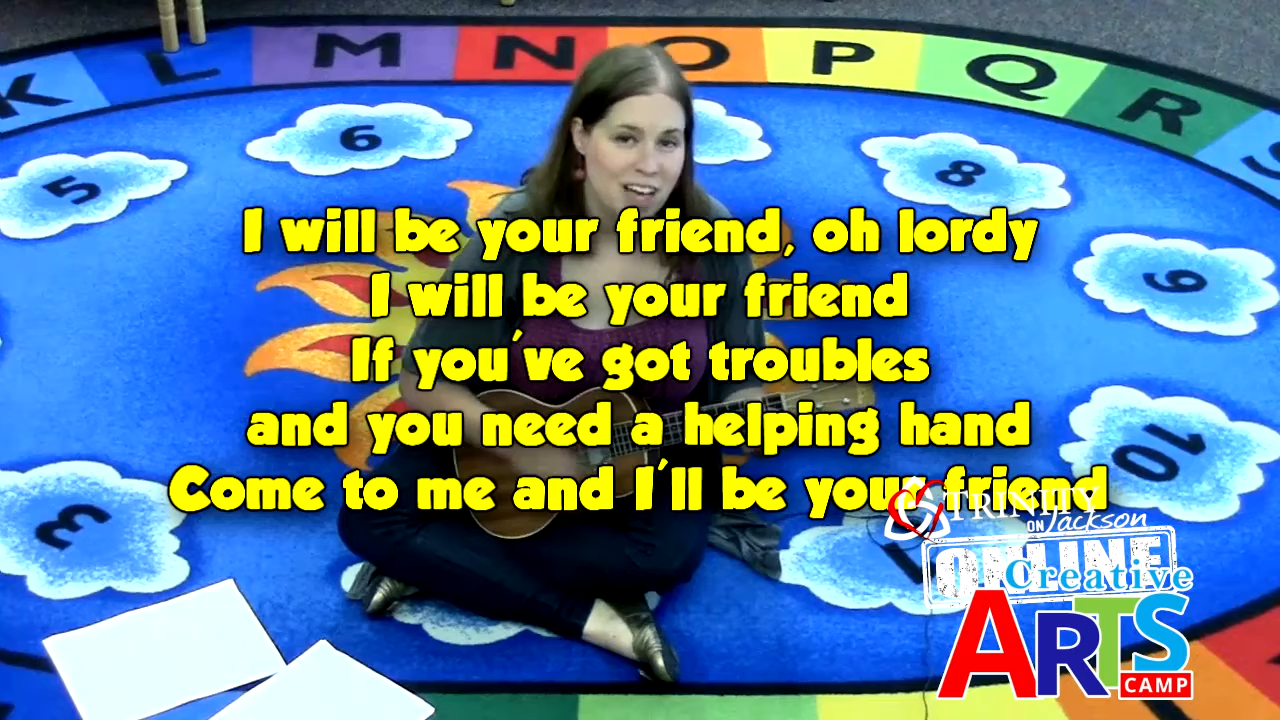 K L M N O P Q R S
5 6 8
I will be your friend, oh lordy
I will be your friend
9
If you've got troubles
and you need a helping hand
10
Come to me and I'll be your friend
3
TRINITY
ON Jackson
ONLINE
Creative
ARTS
CAMP